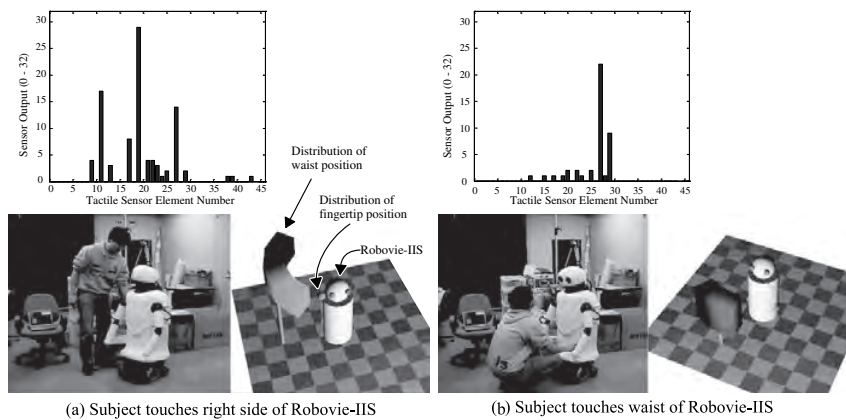 30
25
20
15
10
5
0
Sensor Output (0 - 32)
0 5 10 15 20 25 30 35 40 45
Tactile Sensor Element Number
Distribution of
waist position
Distribution of
fingertip position
Robovie-IIS
(a) Subject touches right side of Robovie-IIS
30
25
20
15
10
5
0
Sensor Output (0 - 32)
0 5 10 15 20 25 30 35 40 45
Tactile Sensor Element Number
(b) Subject touches waist of Robovie-IIS